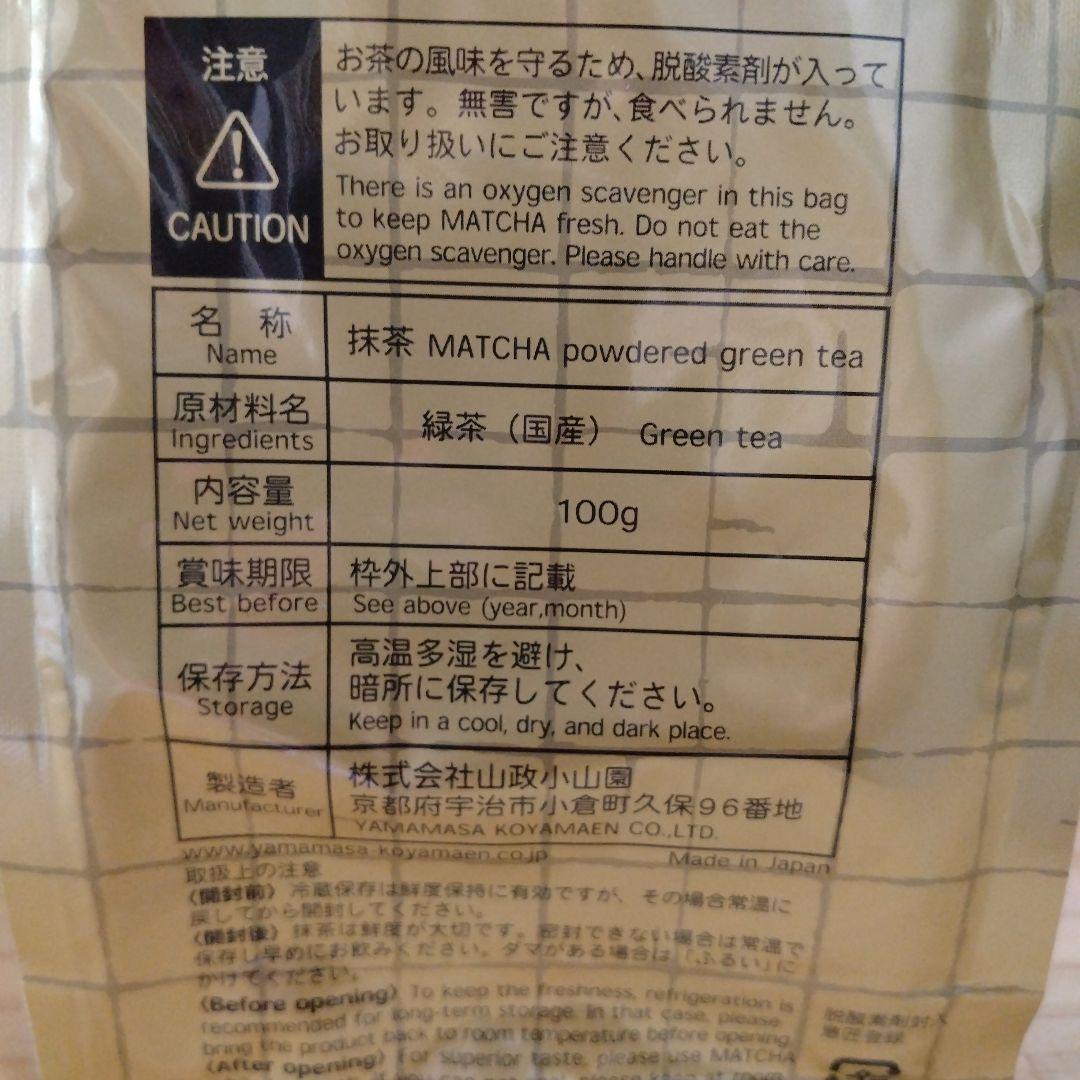 注意
CAUTION
お茶の風味を守るため、脱酸素剤が入って
います。無害ですが、食べられません。
お取り扱いにご注意ください。
There is an oxygen scavenger in this bag
to keep MATCHA fresh. Do not eat the
oxygen scavenger. Please handle with care.
名 称
Name
抹茶 MATCHA powdered green tea
原材料名
Ingredients
緑茶（国産） Green tea
内容量
Net weight
100g
賞味期限
Best before
枠外上部に記載
See above (year,month)
保存方法
Storage
高温多湿を避け、
暗所に保存してください。
Keep in a cool, dry, and dark place.
製造者
Manufacturer
株式会社山政小山園
京都府宇治市小倉町久保９６番地
YAMAMASA KOYAMAEN CO.,LTD.
www.yamamasa-koyamaen.co.jp
Made in Japan
取扱上の注意
〈開封前〉冷蔵保存は鮮度保持に有効ですが、その場合常温に
戻してから開封してください。
〈開封後〉抹茶は鮮度が大切です。密封できない場合は常温で
保存し早めにお飲みください。ダマがある場合は「ふるい」に
かけてください。
〈Before opening〉To keep the freshness, refrigeration is
recommended for long-term storage. In that case, please
bring the product back to room temperature before opening.
〈After opening〉For superior taste, please use MATCHA
脱酸素剤封入
意匠登録